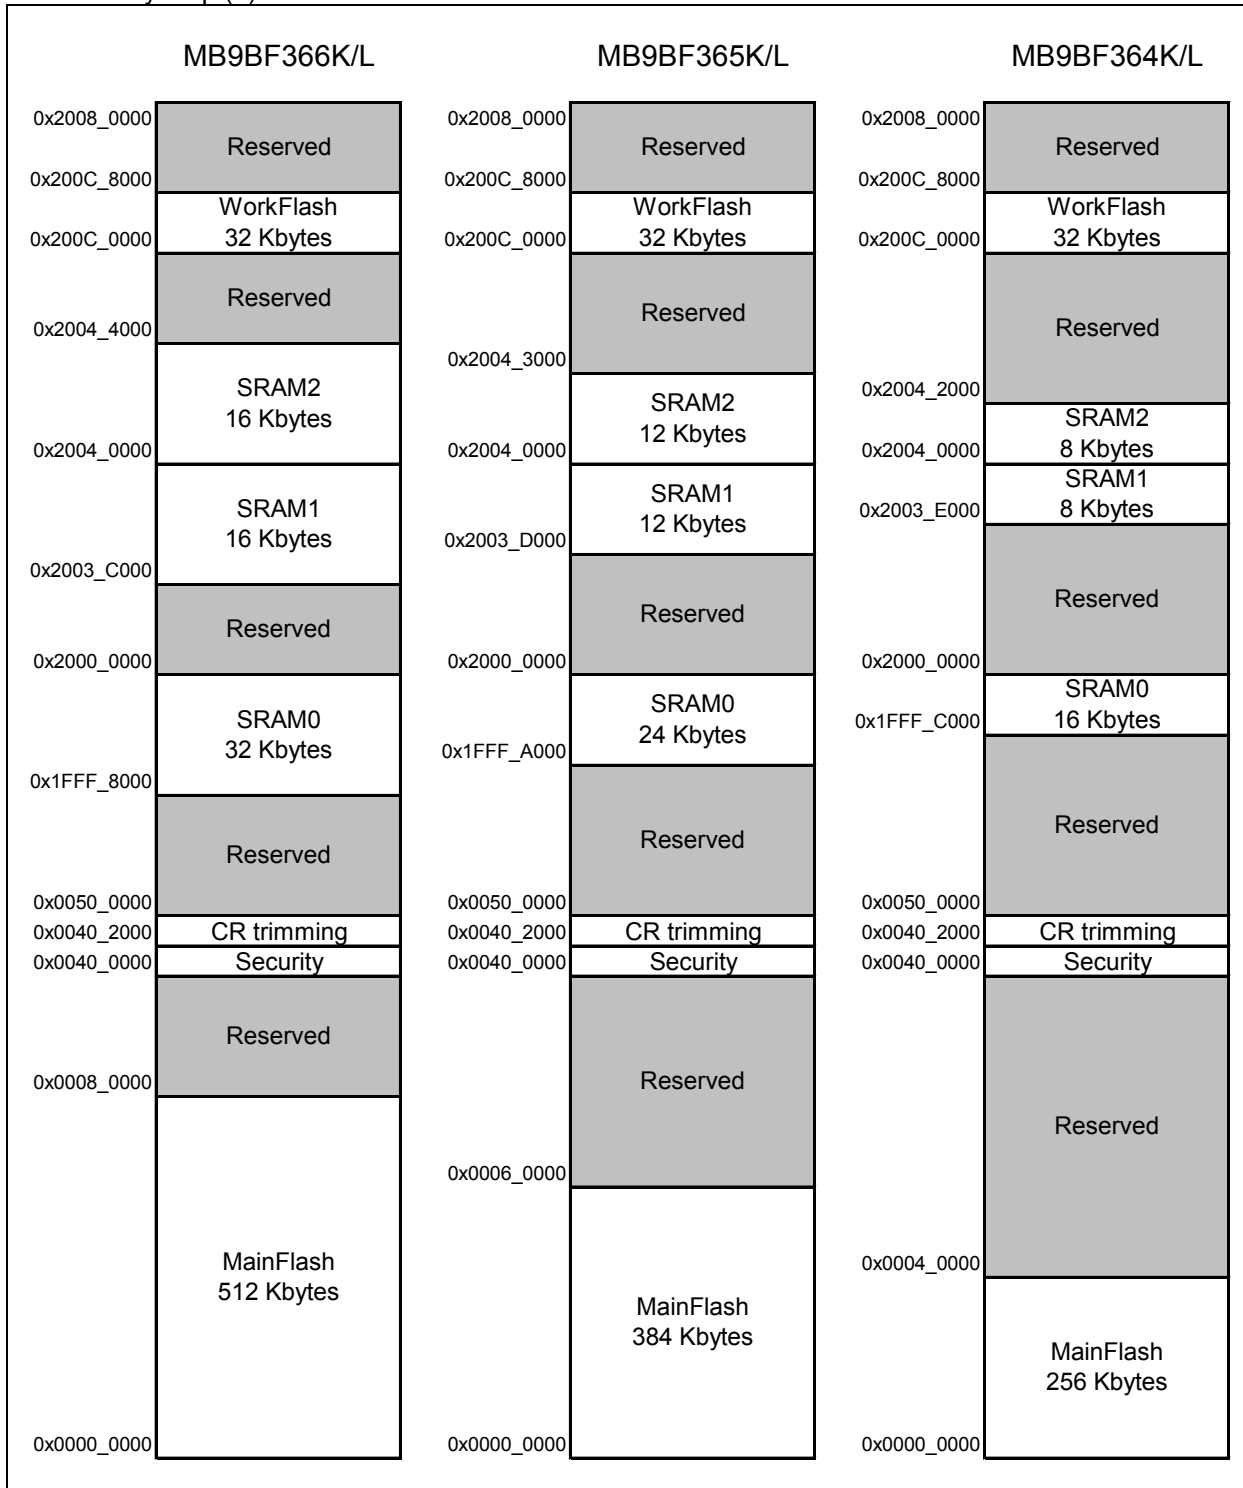 MB9BF366K/L
0x2008_0000
Reserved
0x200C_8000
WorkFlash
32 Kbytes
0x200C_0000
Reserved
0x2004_4000
SRAM2
16 Kbytes
0x2004_0000
SRAM1
16 Kbytes
0x2003_C000
Reserved
0x2000_0000
SRAM0
32 Kbytes
0x1FFF_8000
Reserved
0x0050_0000
CR trimming
0x0040_2000
Security
0x0040_0000
Reserved
0x0008_0000
MainFlash
512 Kbytes
0x0000_0000
MB9BF365K/L
0x2008_0000
Reserved
0x200C_8000
WorkFlash
32 Kbytes
0x200C_0000
Reserved
0x2004_3000
SRAM2
12 Kbytes
0x2004_0000
SRAM1
12 Kbytes
0x2003_D000
Reserved
0x2000_0000
SRAM0
24 Kbytes
0x1FFF_A000
Reserved
0x0050_0000
CR trimming
0x0040_2000
Security
0x0040_0000
Reserved
0x0006_0000
MainFlash
384 Kbytes
0x0000_0000
MB9BF364K/L
0x2008_0000
Reserved
0x200C_8000
WorkFlash
32 Kbytes
0x200C_0000
Reserved
0x2004_2000
SRAM2
8 Kbytes
0x2004_0000
SRAM1
8 Kbytes
0x2003_E000
Reserved
0x2000_0000
SRAM0
16 Kbytes
0x1FFF_C000
Reserved
0x0050_0000
CR trimming
0x0040_2000
Security
0x0040_0000
Reserved
0x0004_0000
MainFlash
256 Kbytes
0x0000_0000